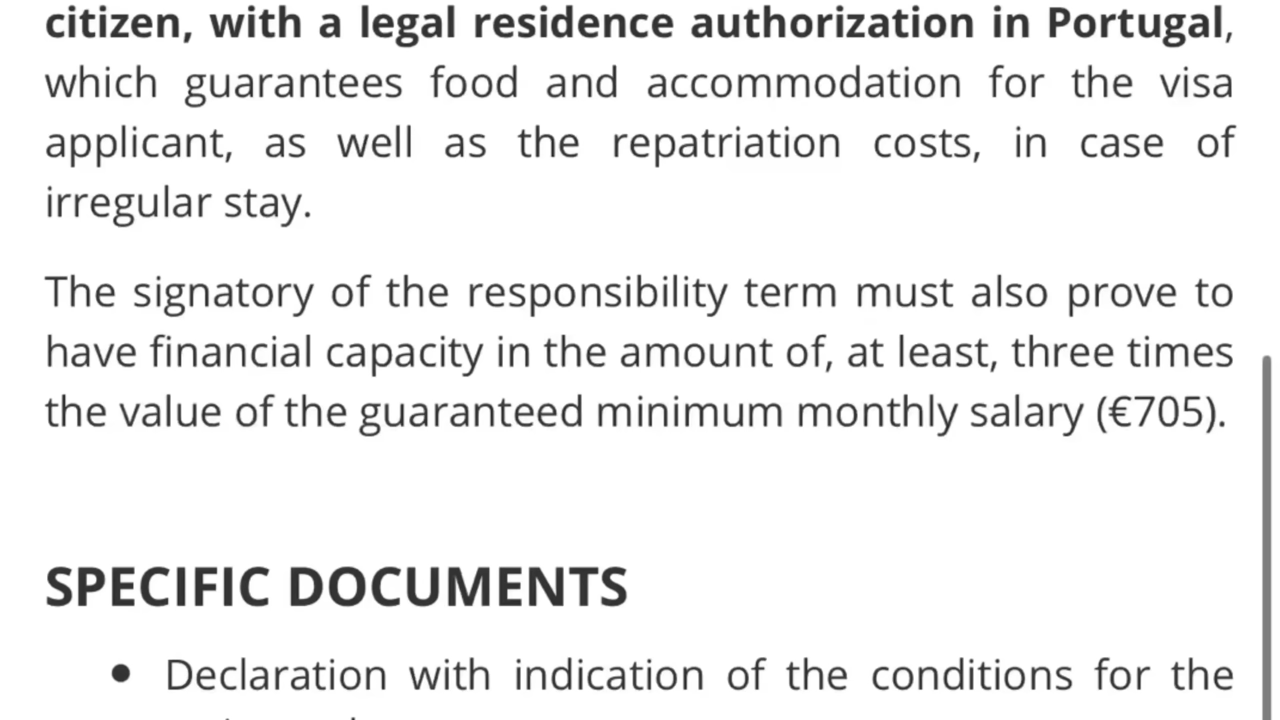 citizen, with a legal residence authorization in Portugal,
which guarantees food and accommodation for the visa
applicant, as well as the repatriation costs, in case of
irregular stay.
The signatory of the responsibility term must also prove to
have financial capacity in the amount of, at least, three times
the value of the guaranteed minimum monthly salary (€705).
SPECIFIC DOCUMENTS
• Declaration with indication of the conditions for the